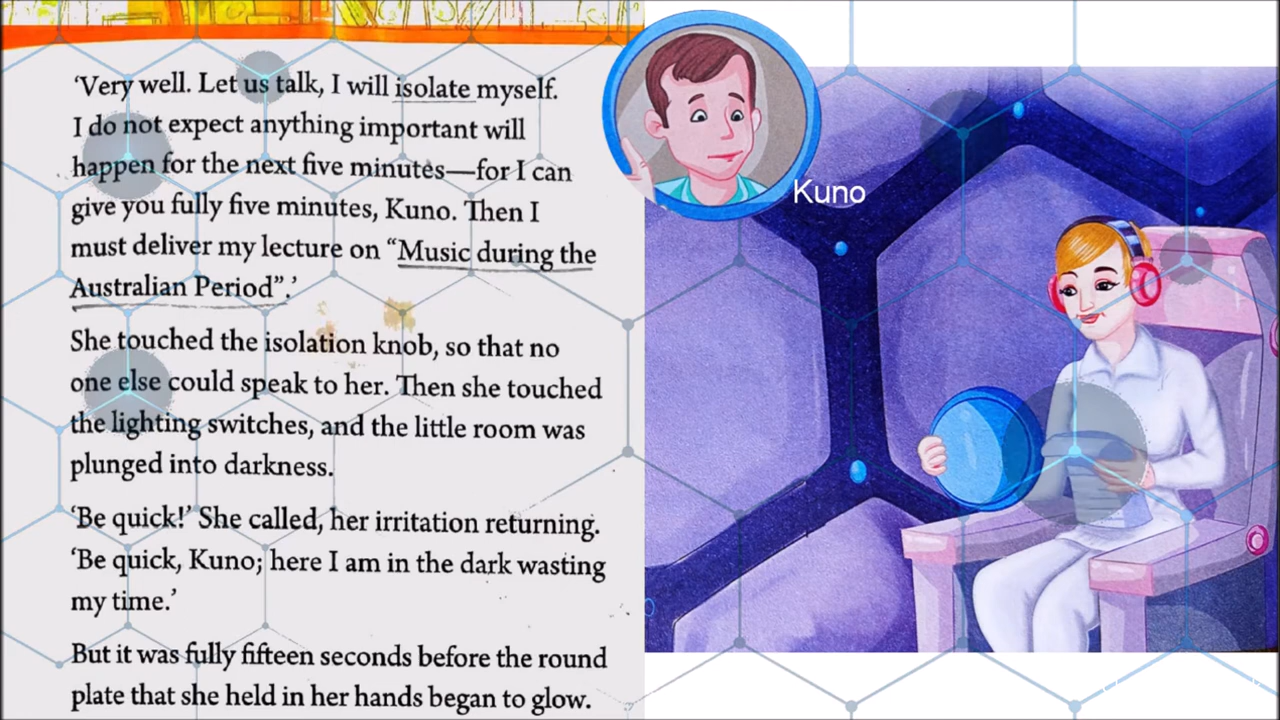 ‘Very well. Let us talk, I will isolate myself.
I do not expect anything important will
happen for the next five minutes—for I can
give you fully five minutes, Kuno. Then I
must deliver my lecture on “Music during the
Australian Period”.’
She touched the isolation knob, so that no
one else could speak to her. Then she touched
the lighting switches, and the little room was
plunged into darkness.
‘Be quick!’ She called, her irritation returning.
‘Be quick, Kuno; here I am in the dark wasting
my time.’
But it was fully fifteen seconds before the round
plate that she held in her hands began to glow.
Kuno